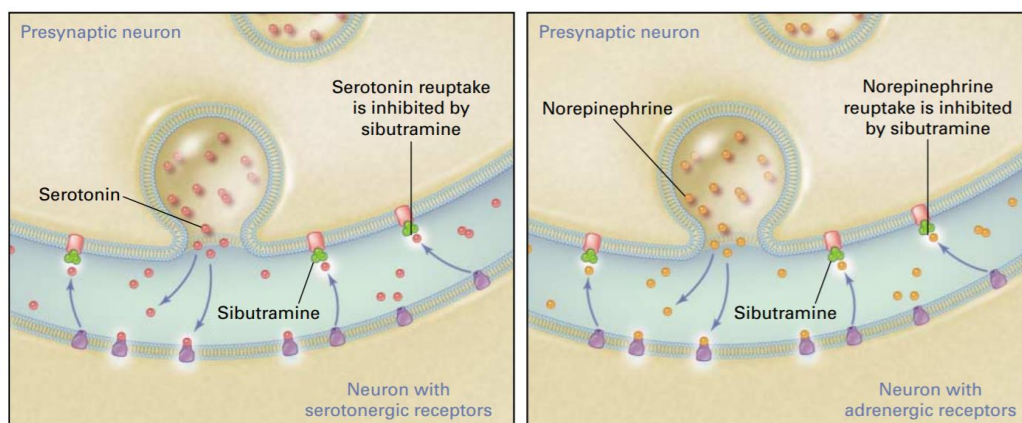 Presynaptic neuron
Serotonin reuptake
is inhibited by
sibutramine
Serotonin
Sibutramine
Neuron with
serotonergic receptors
Presynaptic neuron
Norepinephrine
reuptake is inhibited
by sibutramine
Norepinephrine
Sibutramine
Neuron with
adrenergic receptors